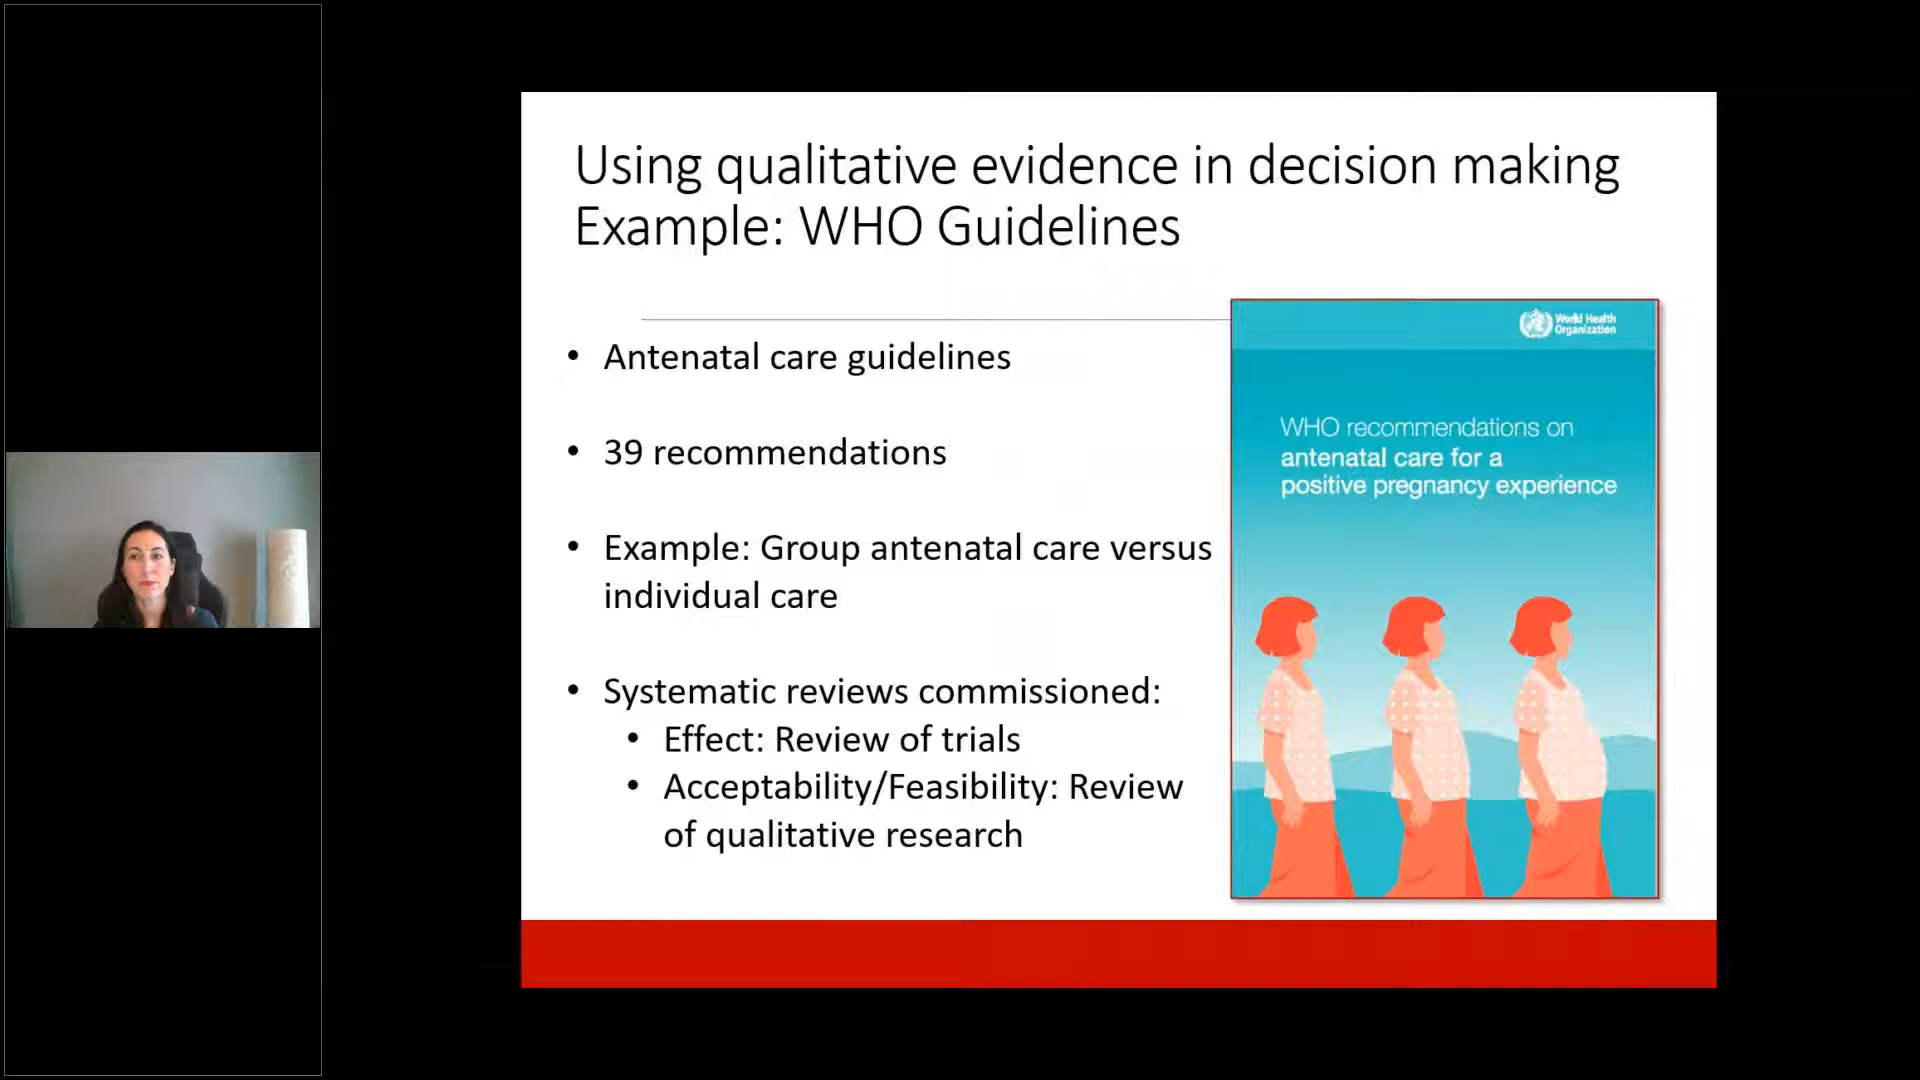 Using qualitative evidence in decision making
Example: WHO Guidelines
• Antenatal care guidelines
• 39 recommendations
• Example: Group antenatal care versus
individual care
• Systematic reviews commissioned:
• Effect: Review of trials
• Acceptability/Feasibility: Review
of qualitative research
World Health
Organization
WHO recommendations on
antenatal care for a
positive pregnancy experience